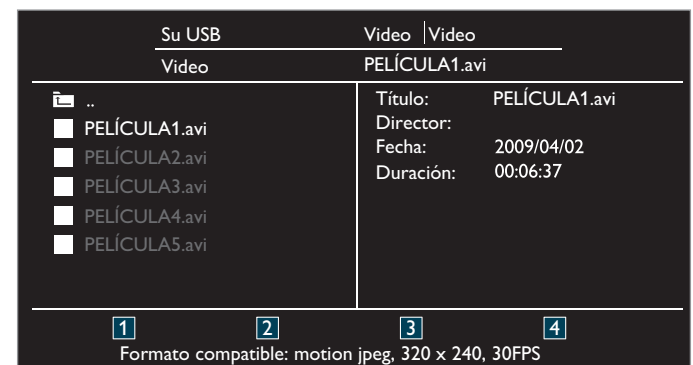 Su USB Video Video
Video PELÍCULA1.avi
..
PELÍCULA1.avi
PELÍCULA2.avi
PELÍCULA3.avi
PELÍCULA4.avi
PELÍCULA5.avi
Título: PELÍCULA1.avi
Director:
Fecha: 2009/04/02
Duración: 00:06:37
1 2 3 4
Formato compatible: motion jpeg, 320 x 240, 30FPS